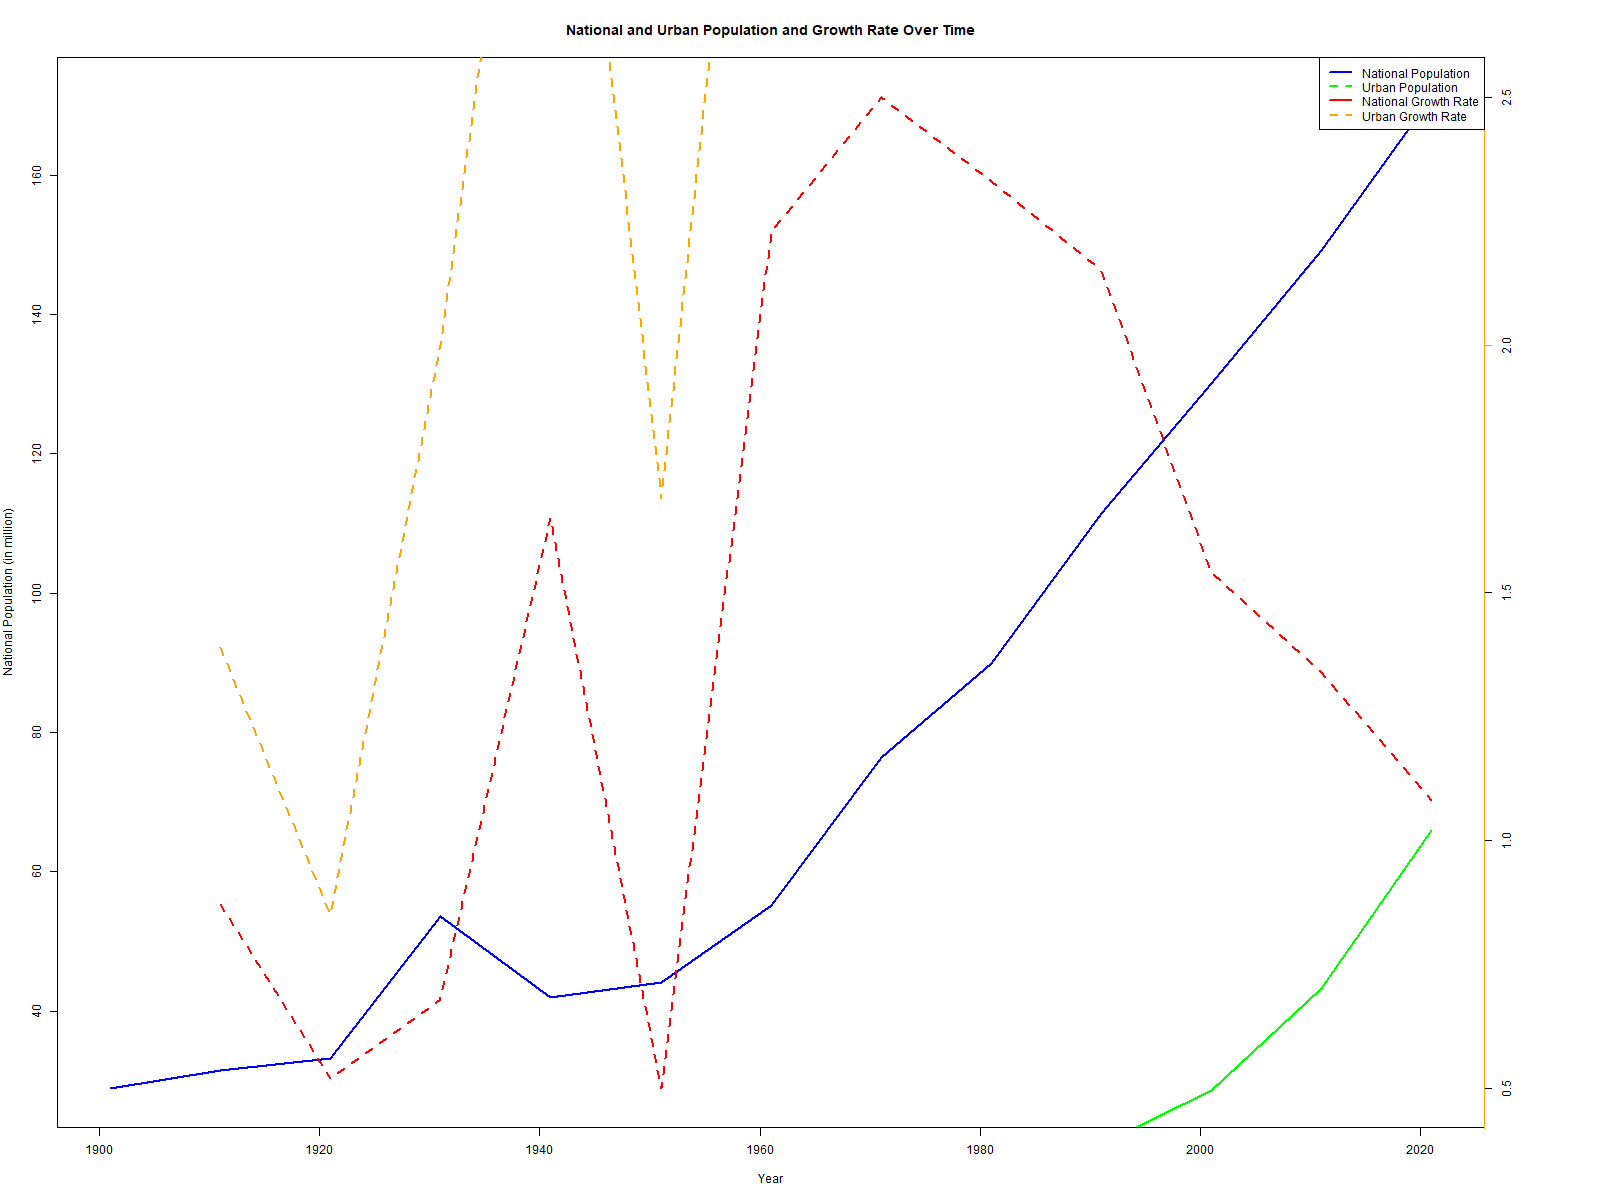 National and Urban Population and Growth Rate Over Time
National Population
Urban Population
National Growth Rate
Urban Growth Rate
National Population (in million)
160
140
120
100
80
60
40
2.5
2.0
1.5
1.0
0.5
1900 1920 1940 1960 1980 2000 2020
Year